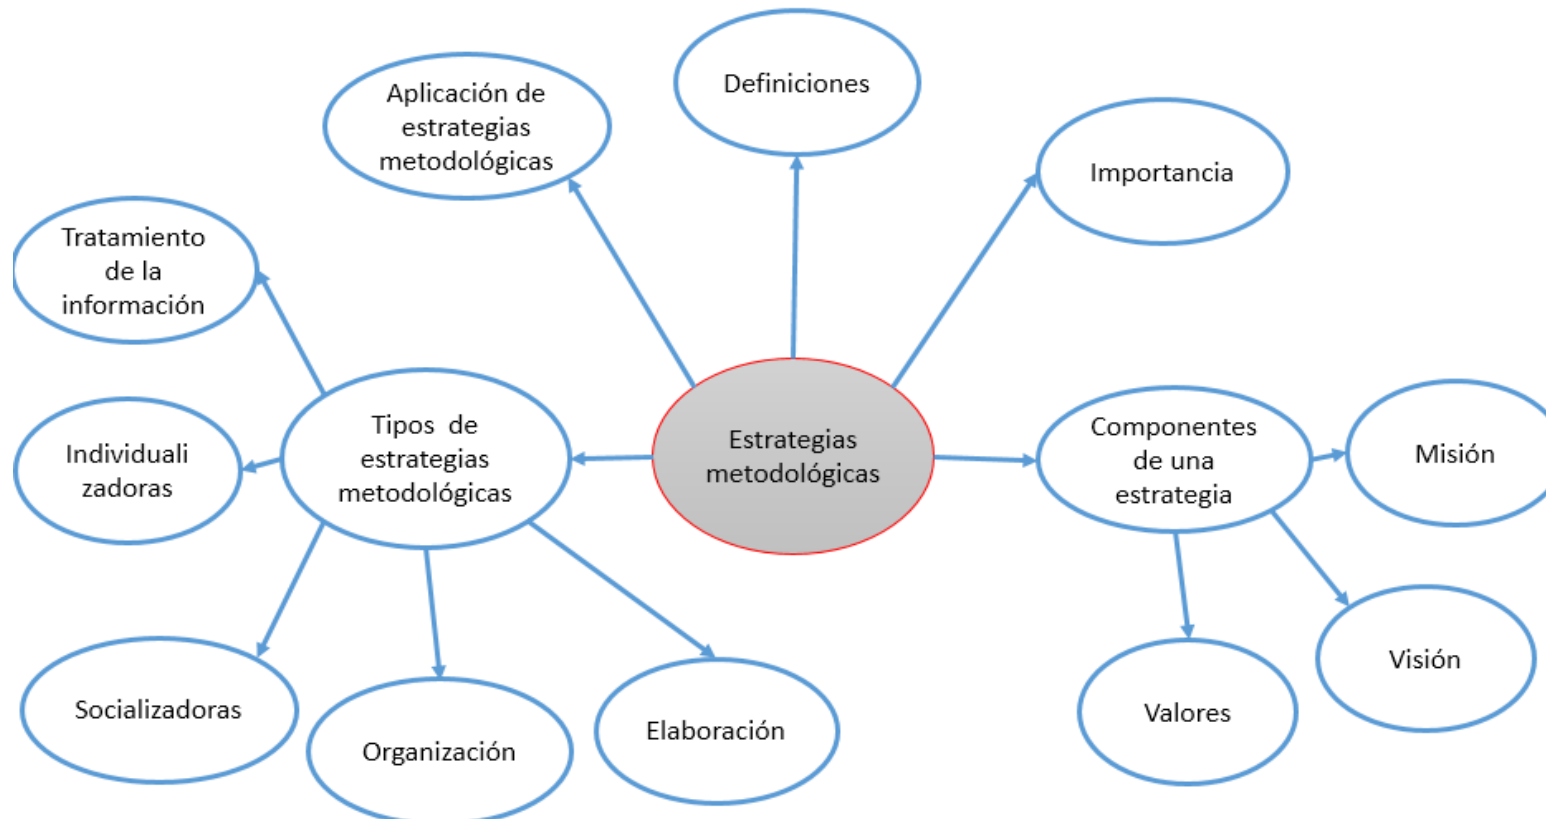 Definiciones
Aplicación de
estrategias
metodológicas
Importancia
Tratamiento
de la
información
Tipos de
estrategias
metodológicas
Estrategias
metodológicas
Componentes
de una
estrategia
Misión
Individuali
zadoras
Visión
Valores
Socializadoras
Organización
Elaboración